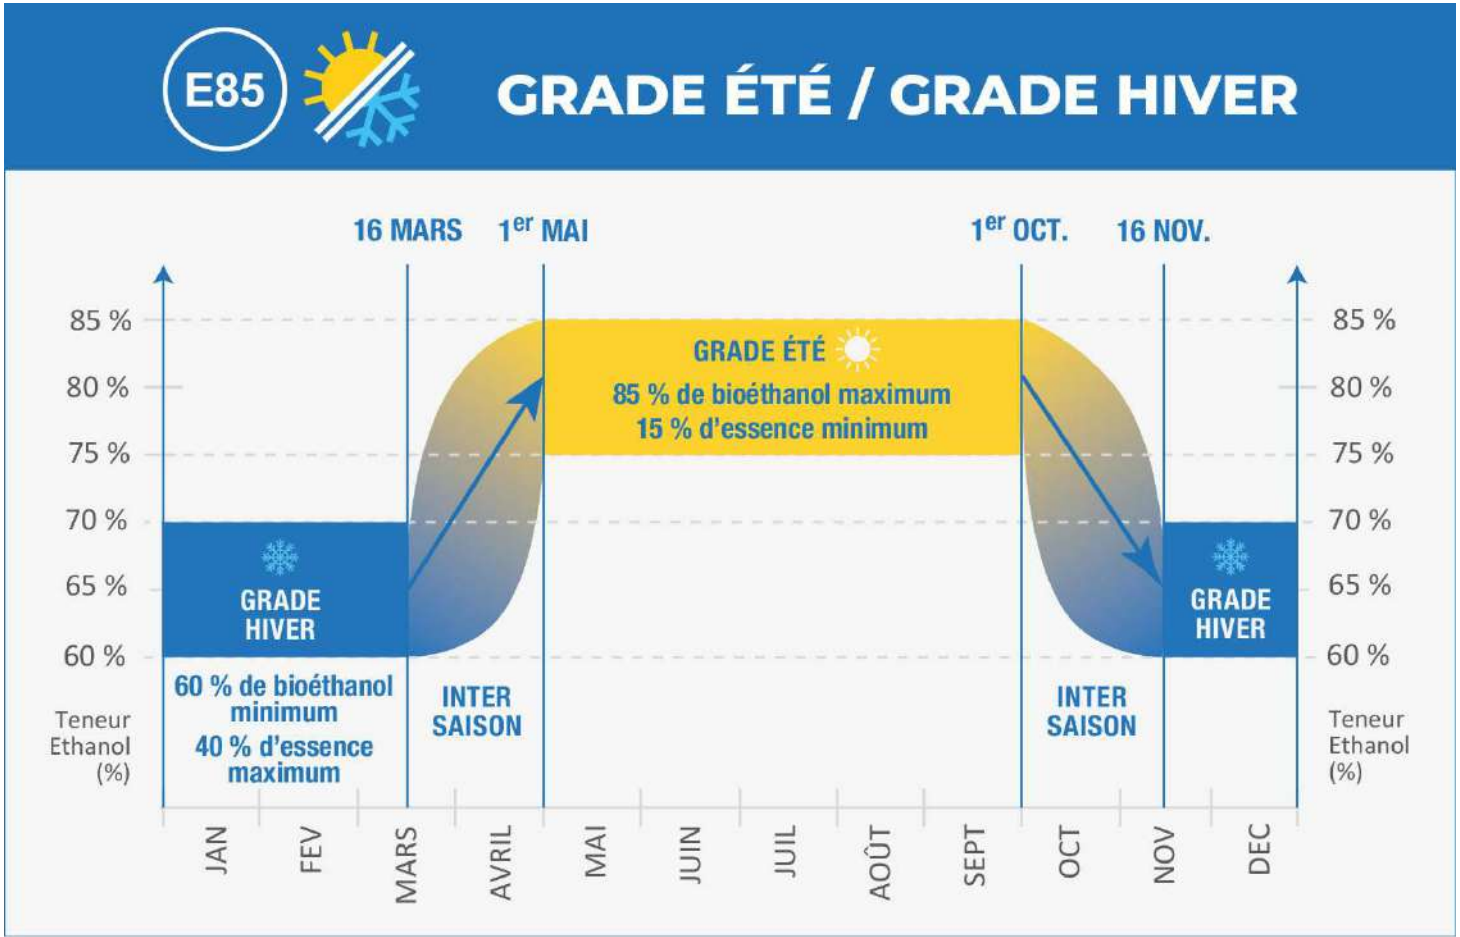 E85
GRADE ÉTÉ / GRADE HIVER
16 MARS
1er MAI
1er OCT.
16 NOV.
85 %
80 %
75 %
70 %
65 %
60 %
Teneur
Ethanol
(%)
GRADE
HIVER
60 % de bioéthanol
minimum
40 % d'essence
maximum
INTER
SAISON
GRADE ÉTÉ
85 % de bioéthanol maximum
15 % d'essence minimum
INTER
SAISON
GRADE
HIVER
85 %
80 %
75 %
70 %
65 %
60 %
Teneur
Ethanol
(%)
JAN
FEV
MARS
AVRIL
MAI
JUIN
JUIL
AOÛT
SEPT
OCT
NOV
DEC